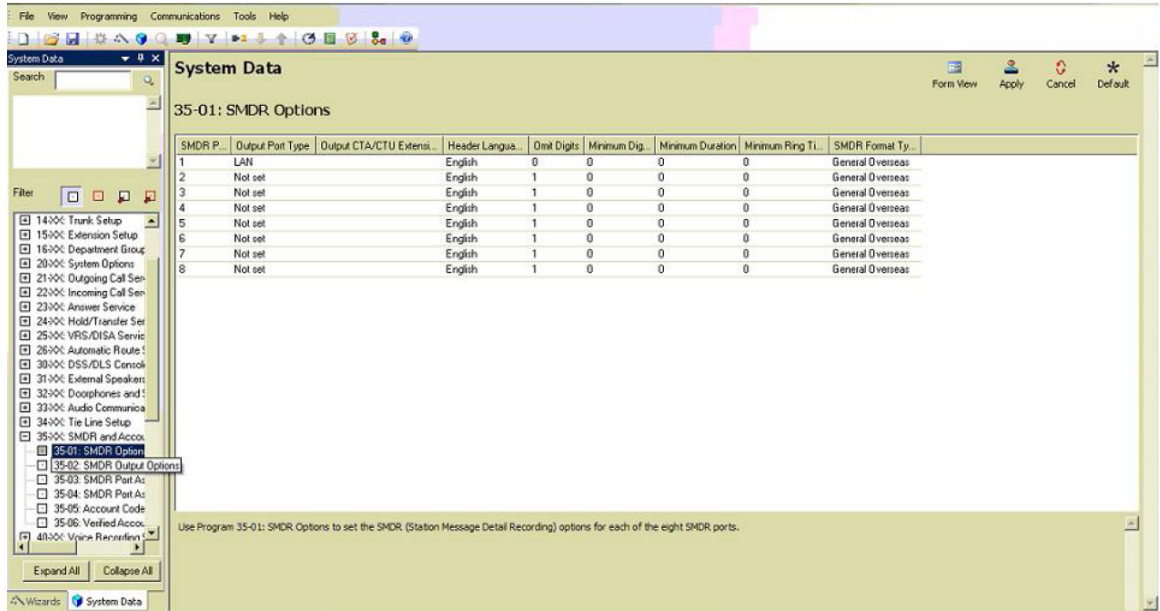 File View Programming Communications Tools Help
System Data
Search
Filter
14-XX: Trunk Setup
15-XX: Extension Setup
16-XX: Department Group
20-XX: System Options
21-XX: Outgoing Call Ser
22-XX: Incoming Call Ser
23-XX: Answer Service
24-XX: Hold/Transfer Ser
25-XX: VRS/DISA Servic
26-XX: Automatic Route S
30-XX: DSS/DLS Consol
31-XX: External Speakers
32-XX: Doorphones and S
33-XX: Audio Communica
34-XX: Tie Line Setup
35-XX: SMDR and Accou
35-01: SMDR Option
35-02: SMDR Output Options
35-03: SMDR Port As
35-04: SMDR Port As
35-05: Account Code
35-06: Verified Accou
40-XX: Voice Recording S
Expand All Collapse All
Wizards System Data
System Data
Form View Apply Cancel Default
35-01: SMDR Options
SMDR P... Output Port Type Output CTA/CTU Extensi... Header Langua... Omit Digits Minimum Dig... Minimum Duration Minimum Ring Ti... SMDR Format Ty...
1 LAN English 0 0 0 0 General Overseas
2 Not set English 1 0 0 0 General Overseas
3 Not set English 1 0 0 0 General Overseas
4 Not set English 1 0 0 0 General Overseas
5 Not set English 1 0 0 0 General Overseas
6 Not set English 1 0 0 0 General Overseas
7 Not set English 1 0 0 0 General Overseas
8 Not set English 1 0 0 0 General Overseas
Use Program 35-01: SMDR Options to set the SMDR (Station Message Detail Recording) options for each of the eight SMDR ports.